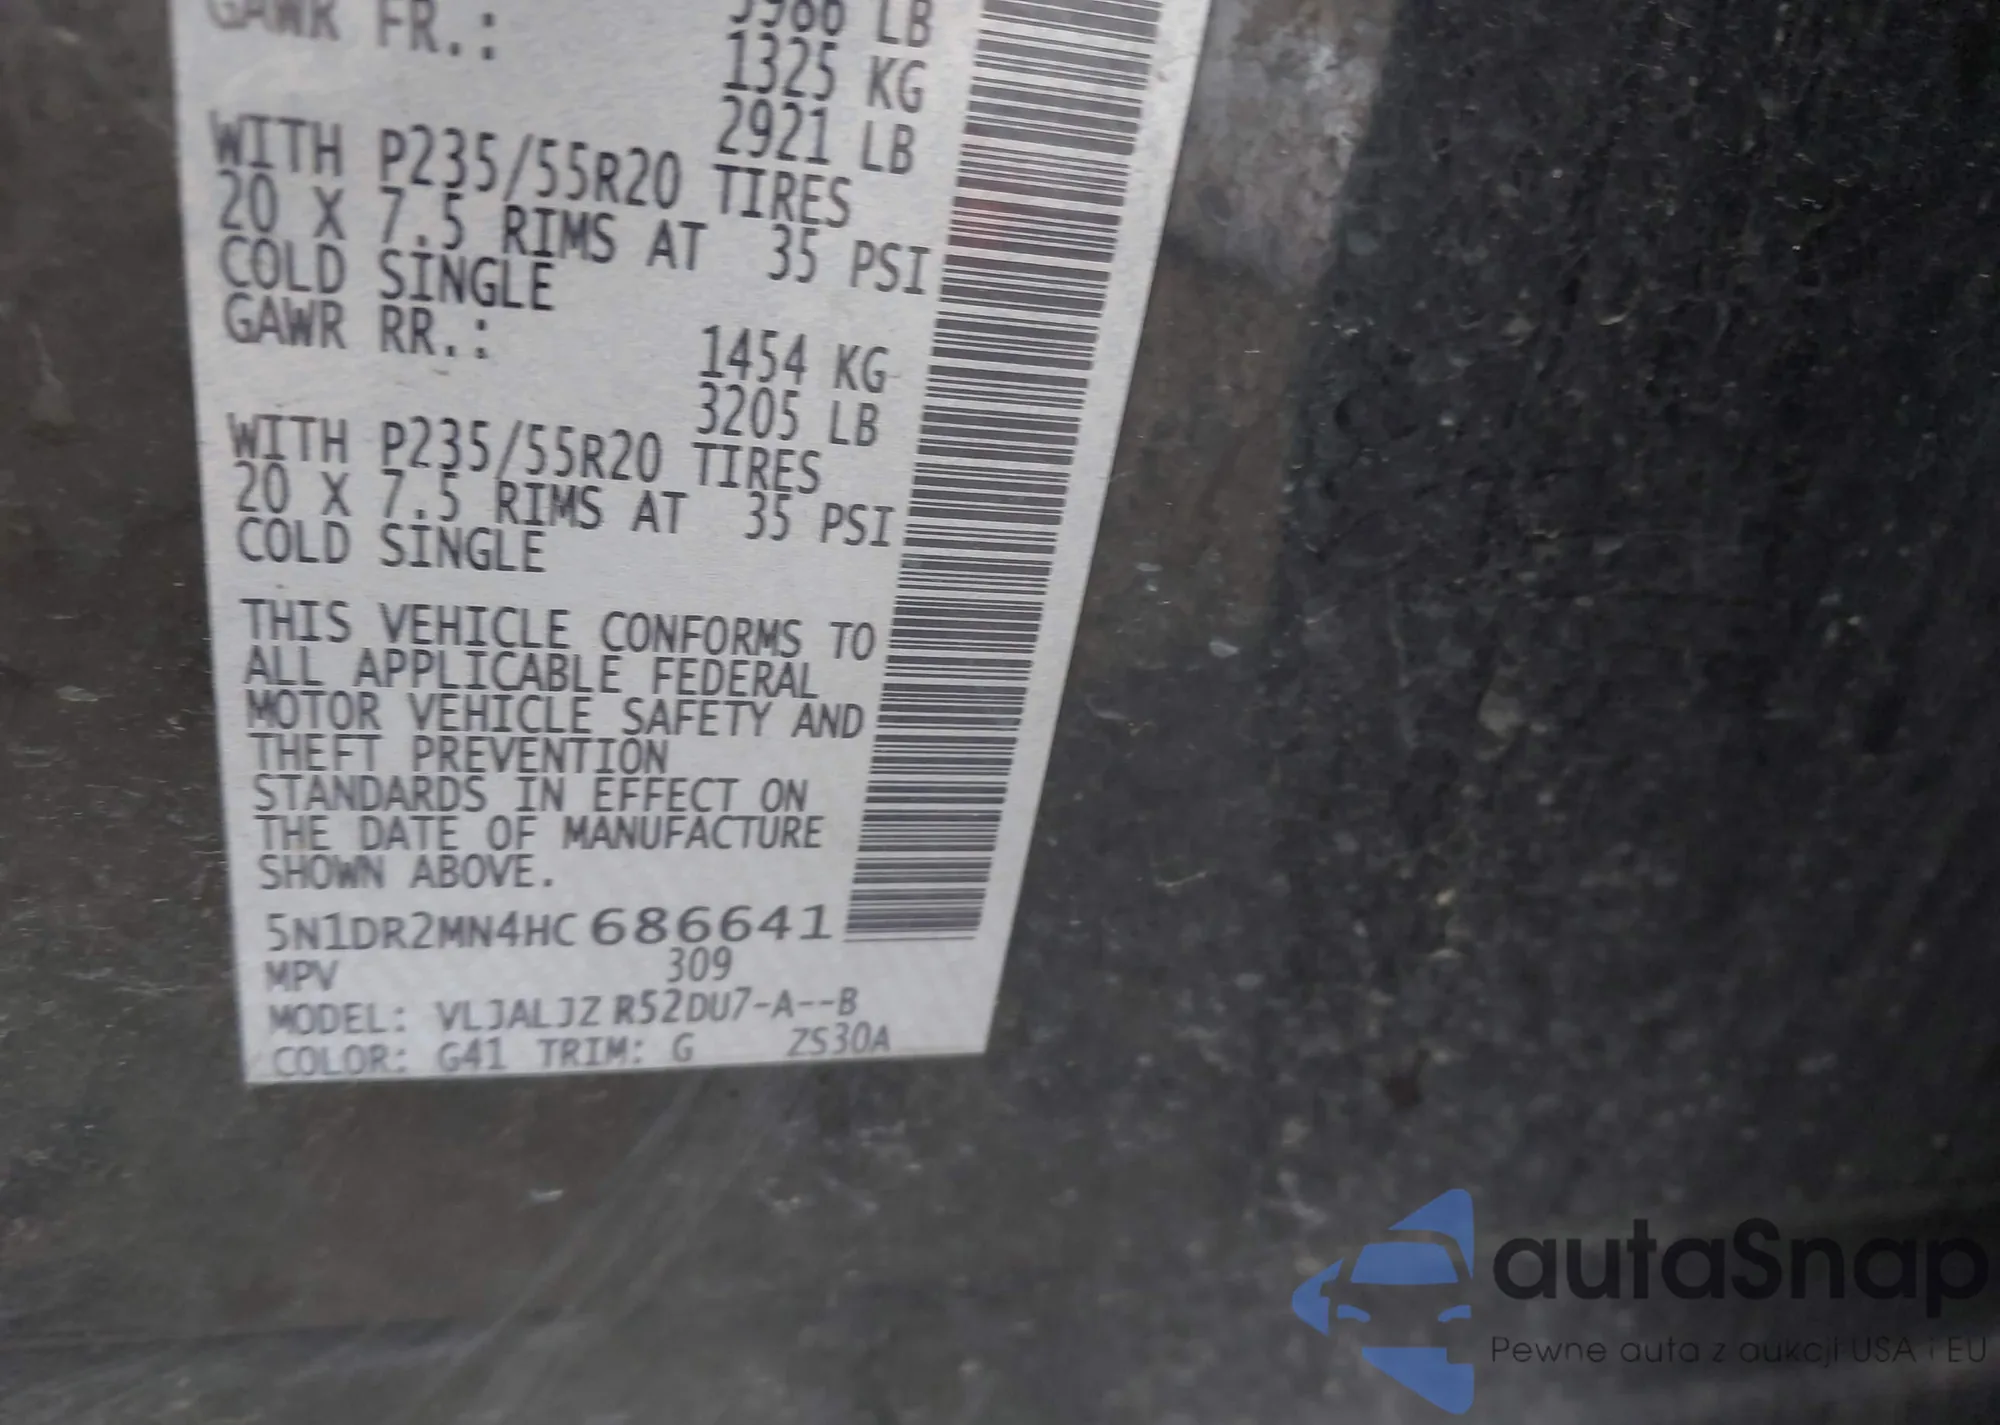 GAWR FR.:
1325 KG
2921 LB
WITH P235/55R20 TIRES
20 X 7.5 RIMS AT 35 PSI
COLD SINGLE
GAWR RR.:
1454 KG
3205 LB
WITH P235/55R20 TIRES
20 X 7.5 RIMS AT 35 PSI
COLD SINGLE
THIS VEHICLE CONFORMS TO
ALL APPLICABLE FEDERAL
MOTOR VEHICLE SAFETY AND
THEFT PREVENTION
STANDARDS IN EFFECT ON
THE DATE OF MANUFACTURE
SHOWN ABOVE.
5N1DR2MN4HC686641
MPV 309
MODEL: VLJALJZ R52DU7-A--B
COLOR: G41 TRIM: G ZS30A
autaSnap
Pewne auta z aukcji USA i EU